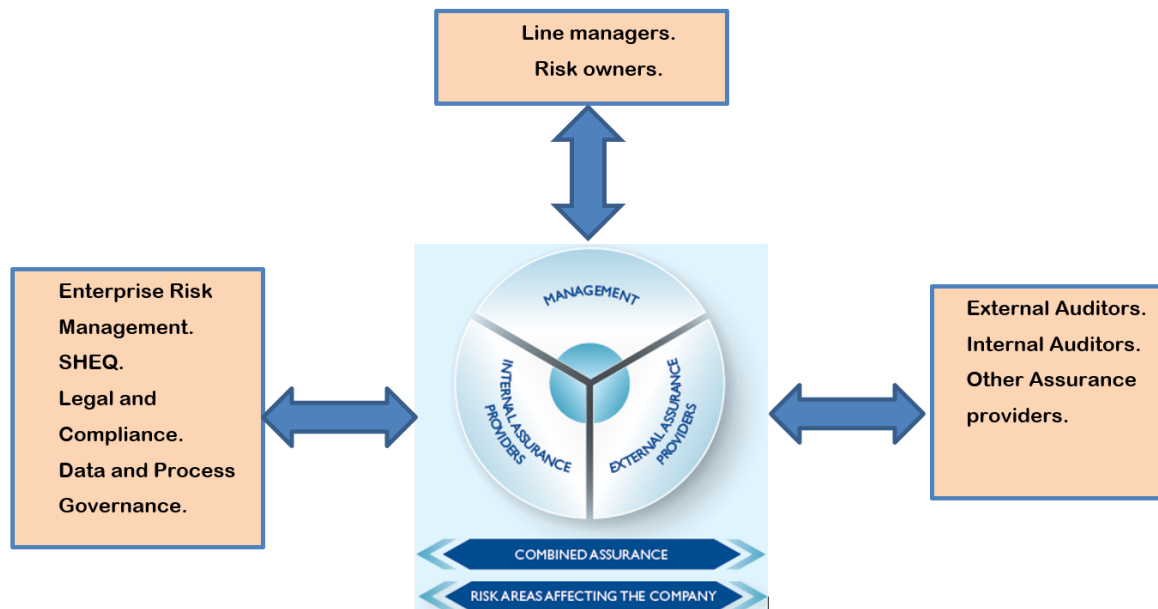 Line managers.
Risk owners.
Enterprise Risk
Management.
SHEQ.
Legal and
Compliance.
Data and Process
Governance.
MANAGEMENT
INTERNAL ASSURANCE
PROVIDERS
EXTERNAL ASSURANCE
PROVIDERS
External Auditors.
Internal Auditors.
Other Assurance
providers.
COMBINED ASSURANCE
RISK AREAS AFFECTING THE COMPANY